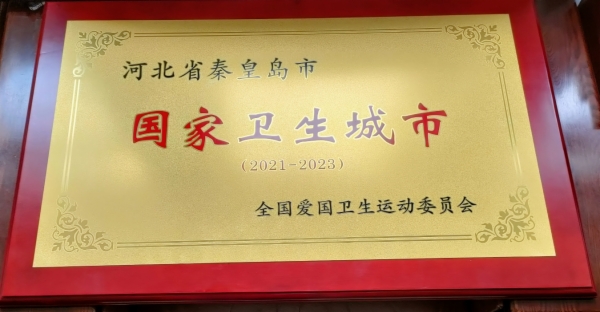 河北省秦皇岛市
国家卫生城市
(2021-2023)
全国爱国卫生运动委员会